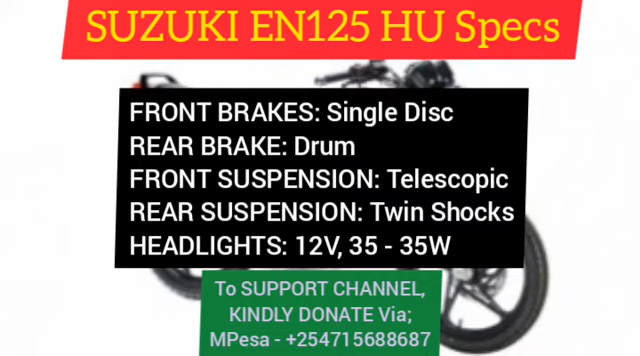 SUZUKI EN125 HU Specs
FRONT BRAKES: Single Disc
REAR BRAKE: Drum
FRONT SUSPENSION: Telescopic
REAR SUSPENSION: Twin Shocks
HEADLIGHTS: 12V, 35 - 35W
To SUPPORT CHANNEL,
KINDLY DONATE Via;
MPesa - +254715688687